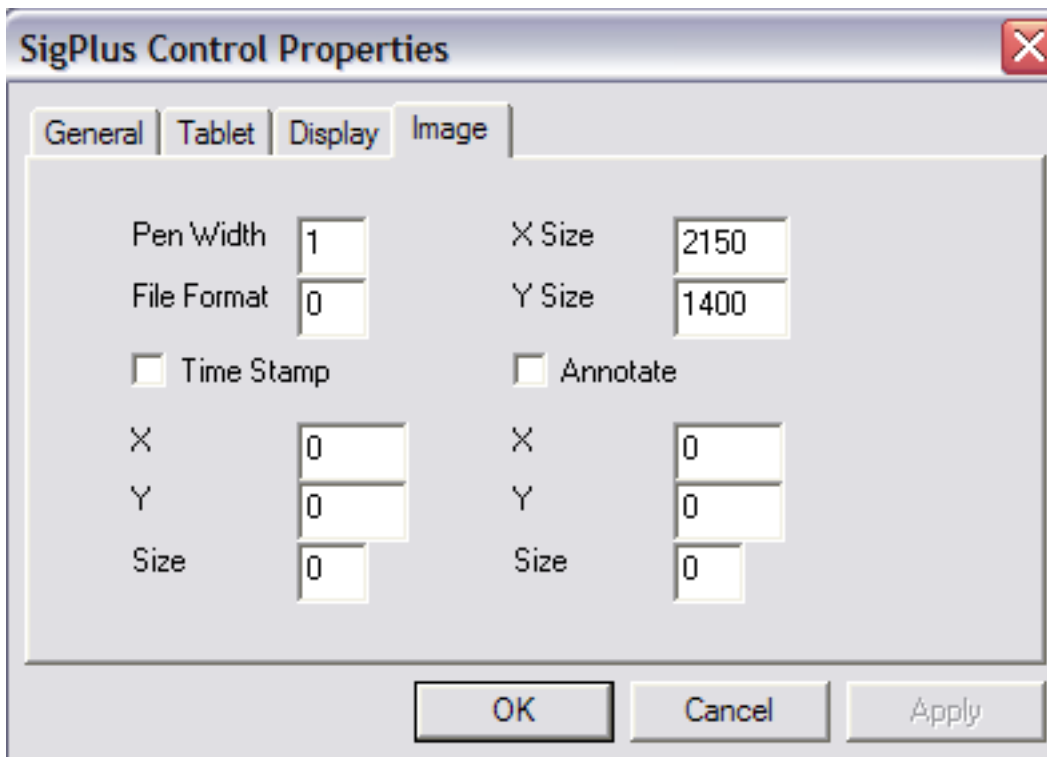 SigPlus Control Properties
General Tablet Display Image
Pen Width 1 X Size 2150
File Format 0 Y Size 1400
Time Stamp Annotate
X 0 X 0
Y 0 Y 0
Size 0 Size 0
OK Cancel Apply